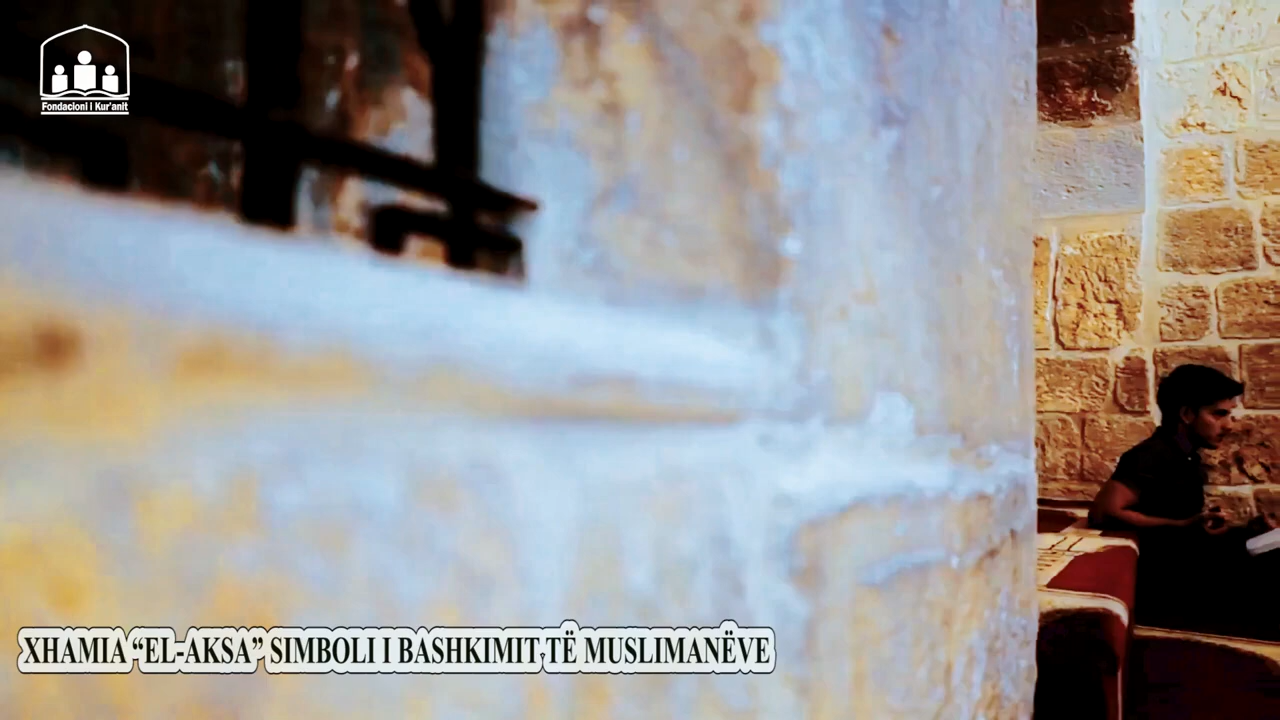 Fondacioni i Kur'anit
XHAMIA “EL-AKSA” SIMBOLI I BASHKIMIT TË MUSLIMANËVE